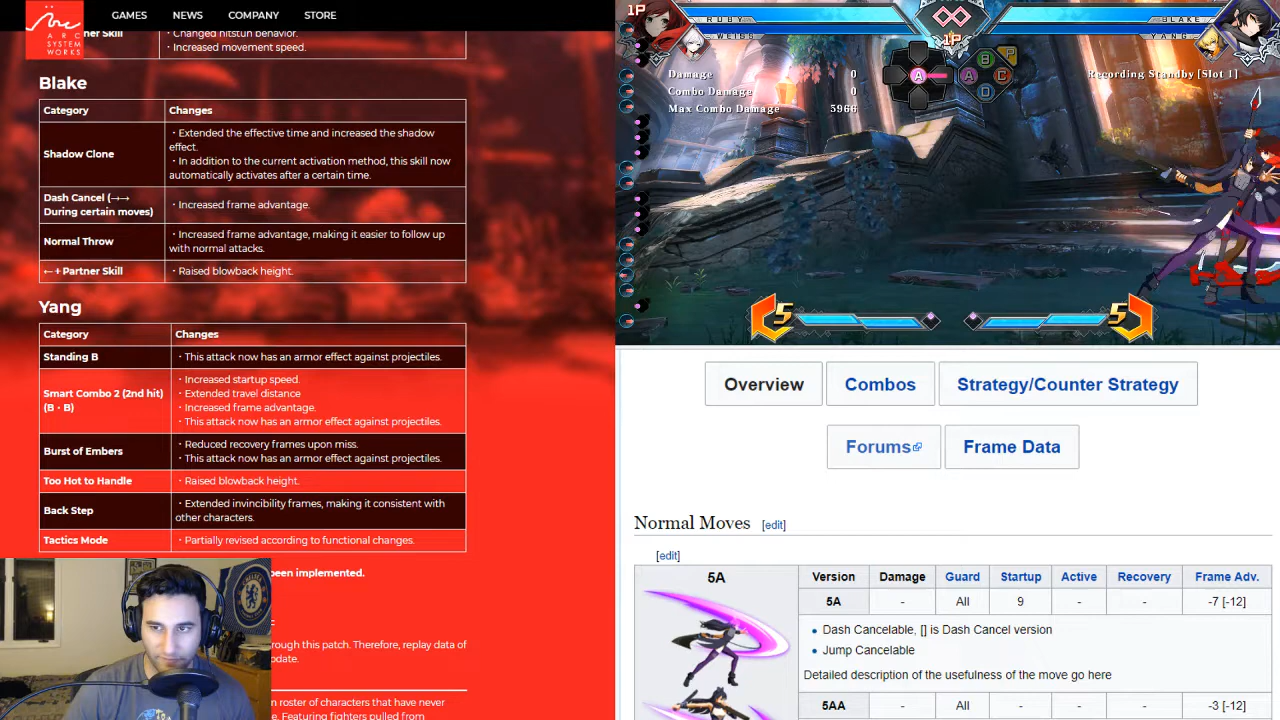 ARC
SYSTEM
WORKS
GAMES NEWS COMPANY STORE
ner Skill
・Changed hitstun behavior.
・Increased movement speed.
Blake
Category Changes
Shadow Clone
・Extended the effective time and increased the shadow
effect.
・In addition to the current activation method, this skill now
automatically activates after a certain time.
Dash Cancel (→→
During certain moves)
・Increased frame advantage.
Normal Throw
・Increased frame advantage, making it easier to follow up
with normal attacks.
←+Partner Skill ・Raised blowback height.
Yang
Category Changes
Standing B ・This attack now has an armor effect against projectiles.
Smart Combo 2 (2nd hit)
(B・B)
・Increased startup speed.
・Extended travel distance
・Increased frame advantage.
・This attack now has an armor effect against projectiles.
Burst of Embers
・Reduced recovery frames upon miss.
・This attack now has an armor effect against projectiles.
Too Hot to Handle ・Raised blowback height.
Back Step
・Extended invincibility frames, making it consistent with
other characters.
Tactics Mode ・Partially revised according to functional changes.
been implemented.
rough this patch. Therefore, replay data of
odate.
n roster of characters that have never
e. Featuring fighters pulled from
CHELSEA
1P
RUBY
WEISS
BLAKE
YANG
1P
Damage 0
Combo Damage 0
Max Combo Damage 5966
A
B
P
A
C
D
Recording Standby [Slot 1]
5
5
Overview Combos Strategy/Counter Strategy
Forums Frame Data
Normal Moves [edit]
[edit]
5A
Version Damage Guard Startup Active Recovery Frame Adv.
5A - All 9 - - -7 [-12]
• Dash Cancelable, [] is Dash Cancel version
• Jump Cancelable
Detailed description of the usefulness of the move go here
5AA - All - - - -3 [-12]